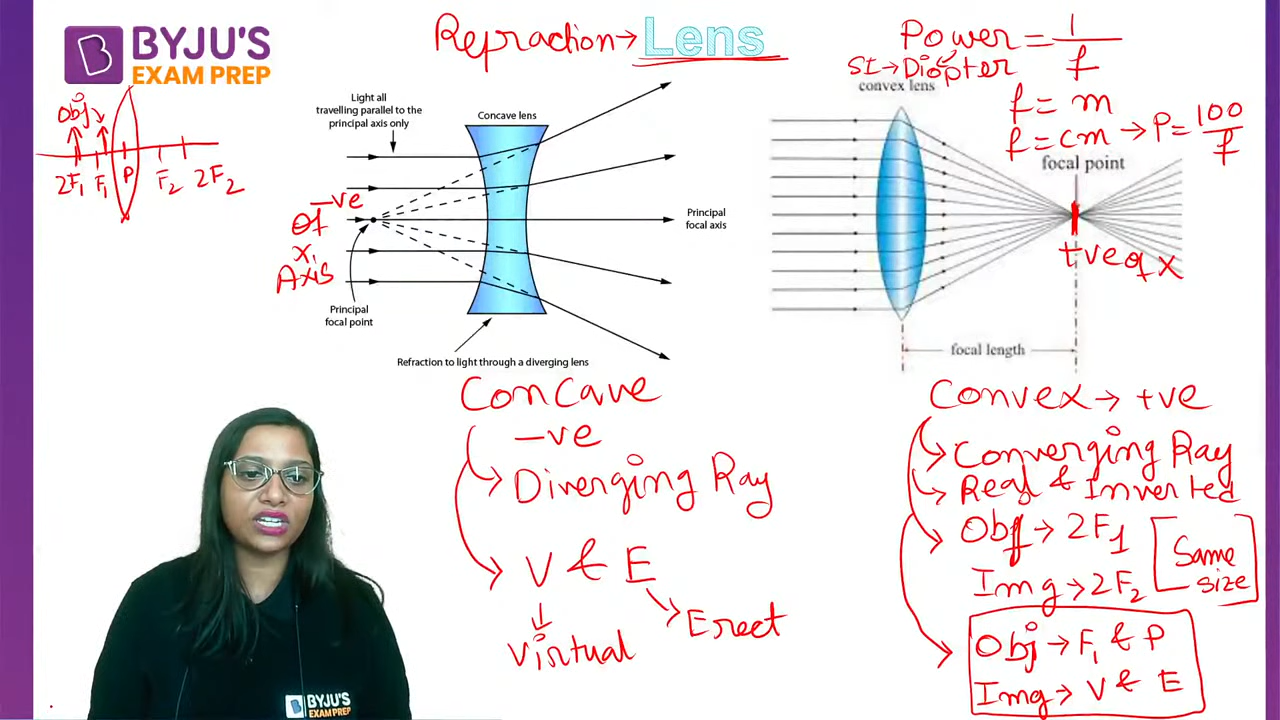 BYJU'S
EXAM PREP
Refraction→ Lens
Power = 1/f
SI→Diopter
f = m
f = cm → P = 100/f
Obj
2F1 F1 P F2 2F2
Light all
travelling parallel to the
principal axis only
Concave lens
-ve
Of
x,
Axis
Principal
focal axis
Principal
focal point
Refraction to light through a diverging lens
convex lens
focal point
+ve of x
focal length
Concave
-ve
Diverging Ray
V & E
Virtual
Erect
Convex → +ve
Converging Ray
Real & Inverted
Obj → 2F1
Img → 2F2
Same
size
Obj → F1 & P
Img → V & E
BYJU'S
EXAM PREP